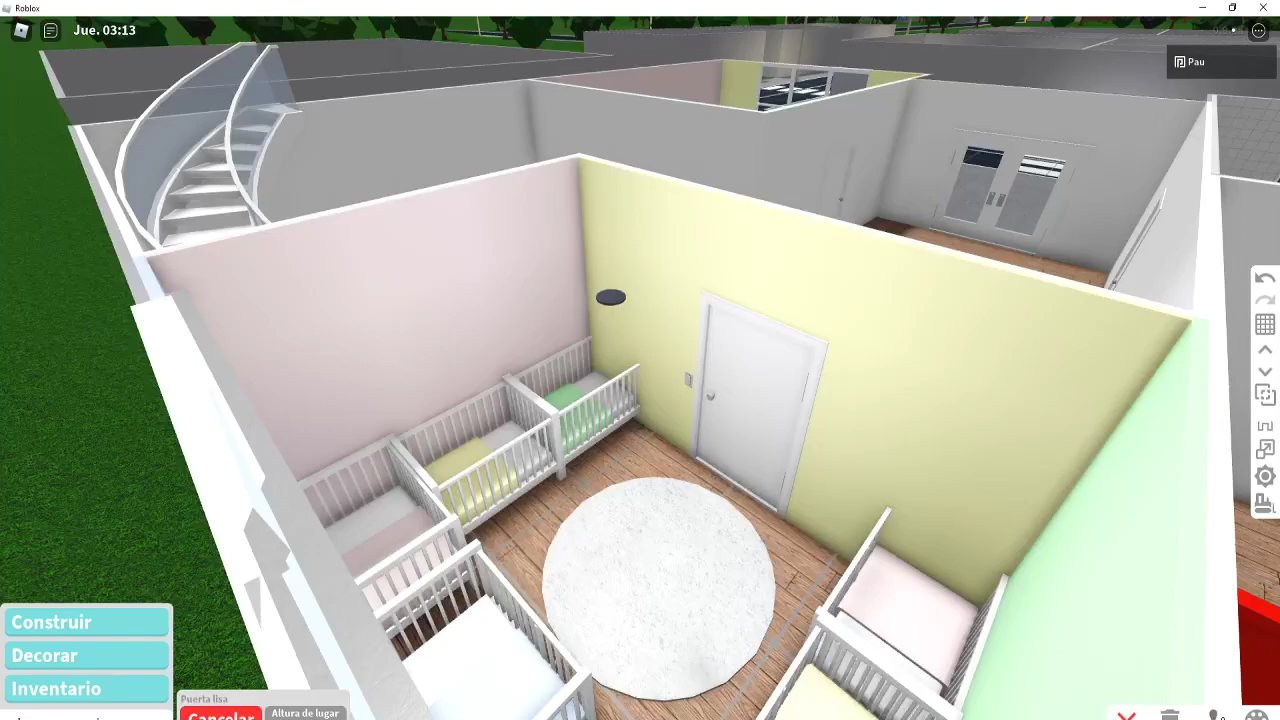 Roblox
Jue. 03:13
Pau
Construir
Decorar
Inventario
Puerta lisa
Cancelar
Altura de lugar